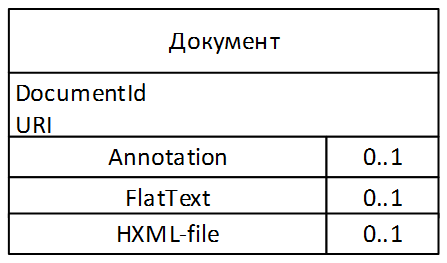 Документ
DocumentId
URI
Annotation 0..1
FlatText 0..1
HXML-file 0..1